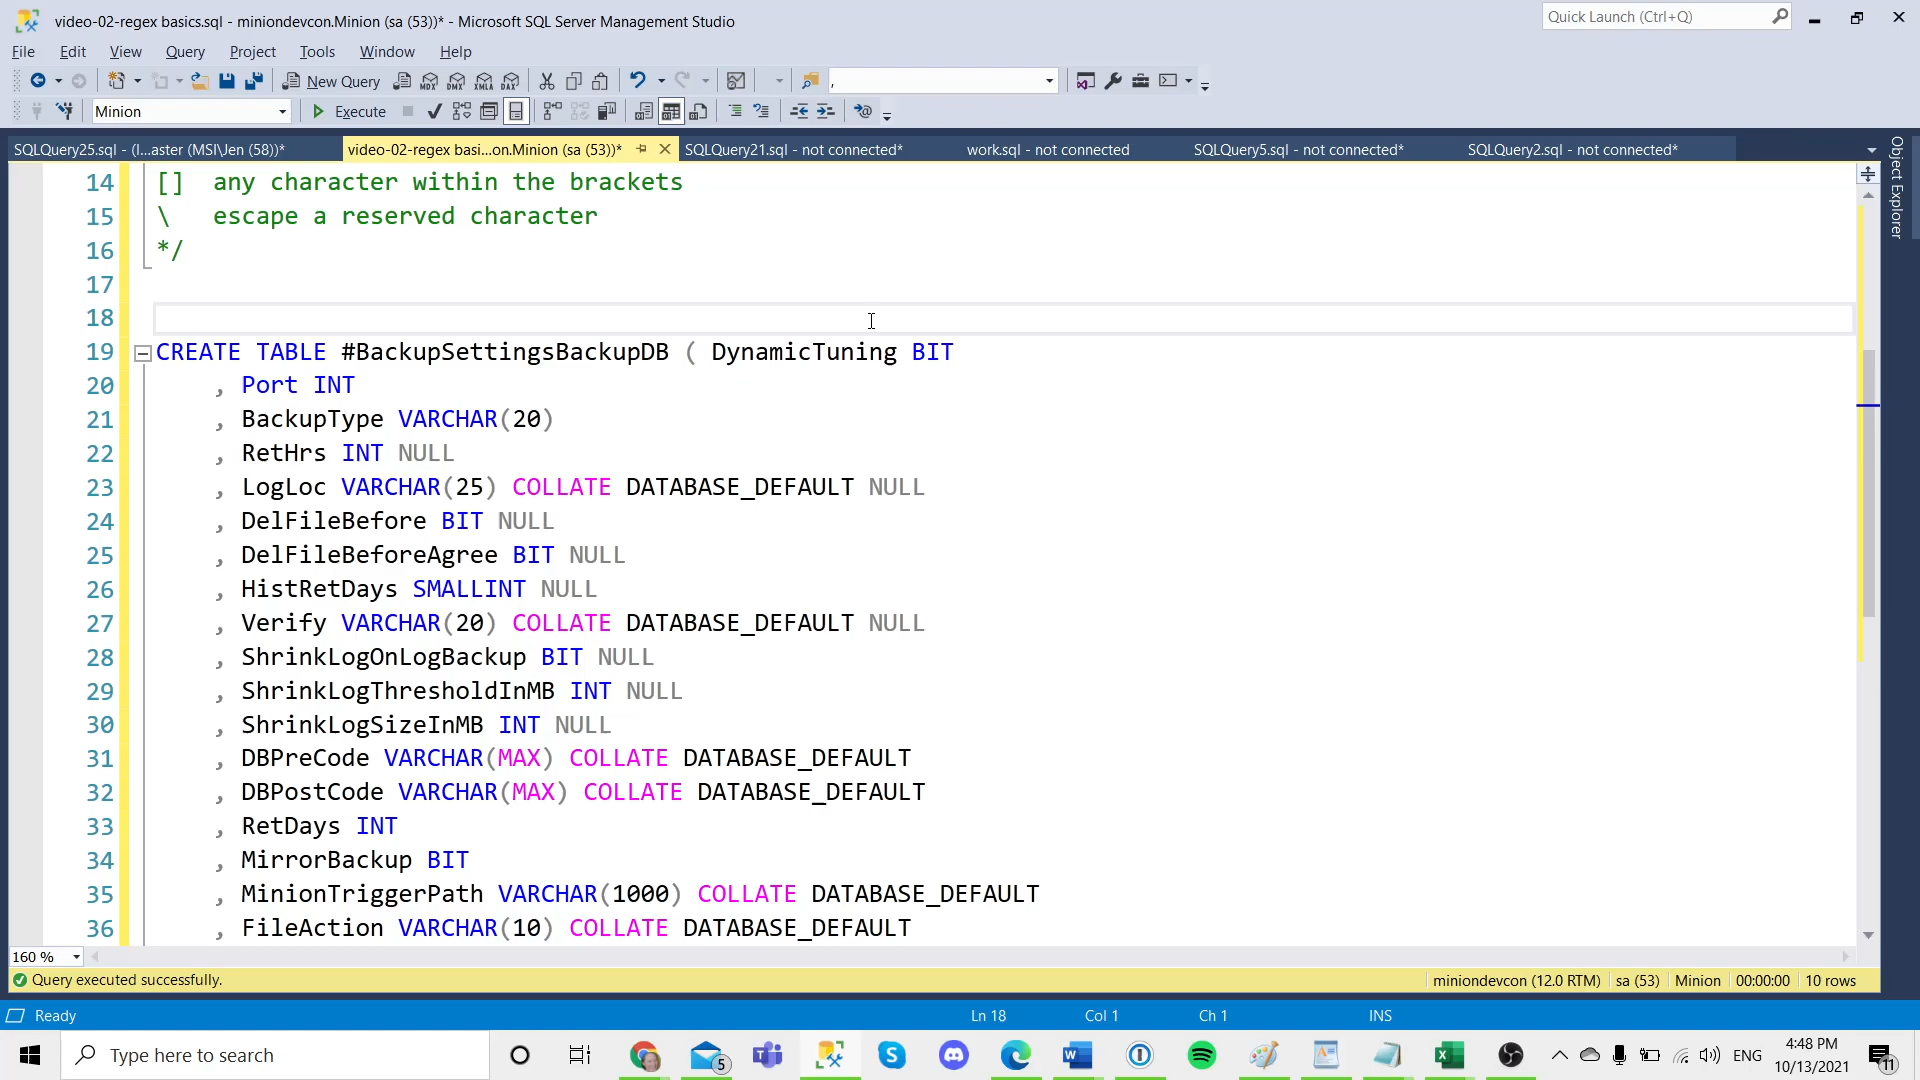 video-02-regex basics.sql - miniondevcon.Minion (sa (53))* - Microsoft SQL Server Management Studio
Quick Launch (Ctrl+Q)
File Edit View Query Project Tools Window Help
New Query MDX DMX XMLA DAX ,
Minion Execute
SQLQuery25.sql - (l...aster (MSI\Jen (58))* video-02-regex basi...on.Minion (sa (53))* SQLQuery21.sql - not connected* work.sql - not connected SQLQuery5.sql - not connected* SQLQuery2.sql - not connected*
Object Explorer
14 [] any character within the brackets
15 \ escape a reserved character
16 */
17
18
19 CREATE TABLE #BackupSettingsBackupDB ( DynamicTuning BIT
20 , Port INT
21 , BackupType VARCHAR(20)
22 , RetHrs INT NULL
23 , LogLoc VARCHAR(25) COLLATE DATABASE_DEFAULT NULL
24 , DelFileBefore BIT NULL
25 , DelFileBeforeAgree BIT NULL
26 , HistRetDays SMALLINT NULL
27 , Verify VARCHAR(20) COLLATE DATABASE_DEFAULT NULL
28 , ShrinkLogOnLogBackup BIT NULL
29 , ShrinkLogThresholdInMB INT NULL
30 , ShrinkLogSizeInMB INT NULL
31 , DBPreCode VARCHAR(MAX) COLLATE DATABASE_DEFAULT
32 , DBPostCode VARCHAR(MAX) COLLATE DATABASE_DEFAULT
33 , RetDays INT
34 , MirrorBackup BIT
35 , MinionTriggerPath VARCHAR(1000) COLLATE DATABASE_DEFAULT
36 , FileAction VARCHAR(10) COLLATE DATABASE_DEFAULT
160 %
Query executed successfully. miniondevcon (12.0 RTM) sa (53) Minion 00:00:00 10 rows
Ready Ln 18 Col 1 Ch 1 INS
Type here to search 5 ENG 4:48 PM
10/13/2021 11